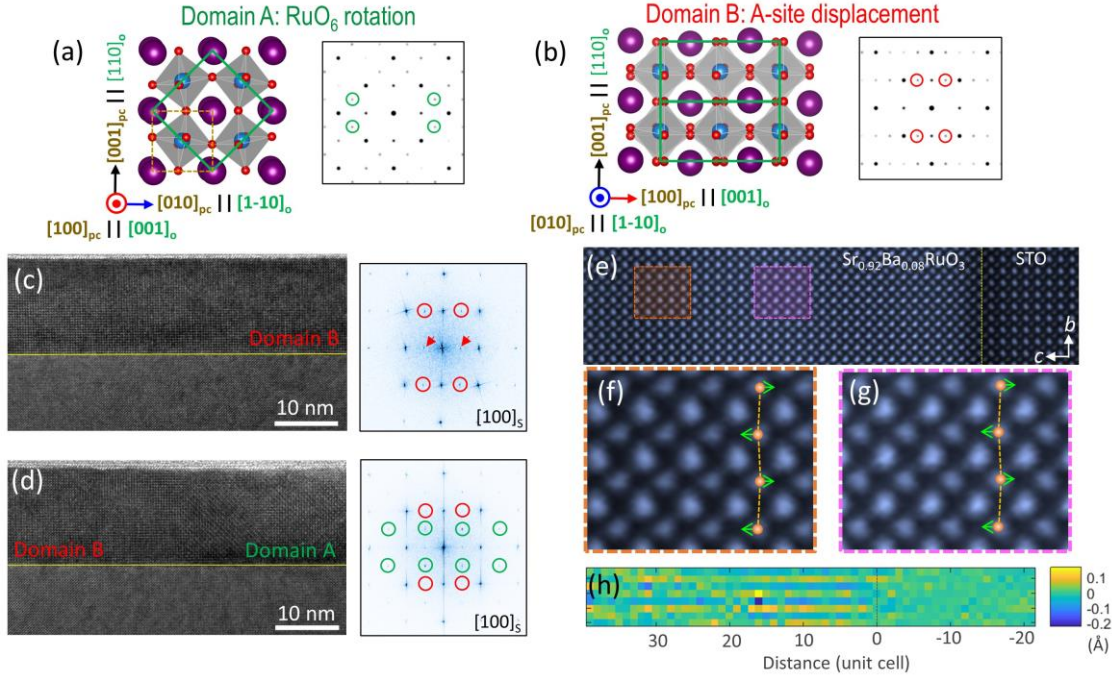 Domain A: RuO6 rotation
(a)
[001]pc || [110]o
[010]pc || [1-10]o
[100]pc || [001]o
Domain B: A-site displacement
(b)
[001]pc || [110]o
[100]pc || [001]o
[010]pc || [1-10]o
(c)
Domain B
10 nm
[100]S
(d)
Domain B
Domain A
10 nm
[100]S
(e)
Sr0.92Ba0.08RuO3
STO
b
c
(f)
(g)
(h)
0.1
0
-0.1
-0.2
(Å)
30
20
10
0
-10
-20
Distance (unit cell)